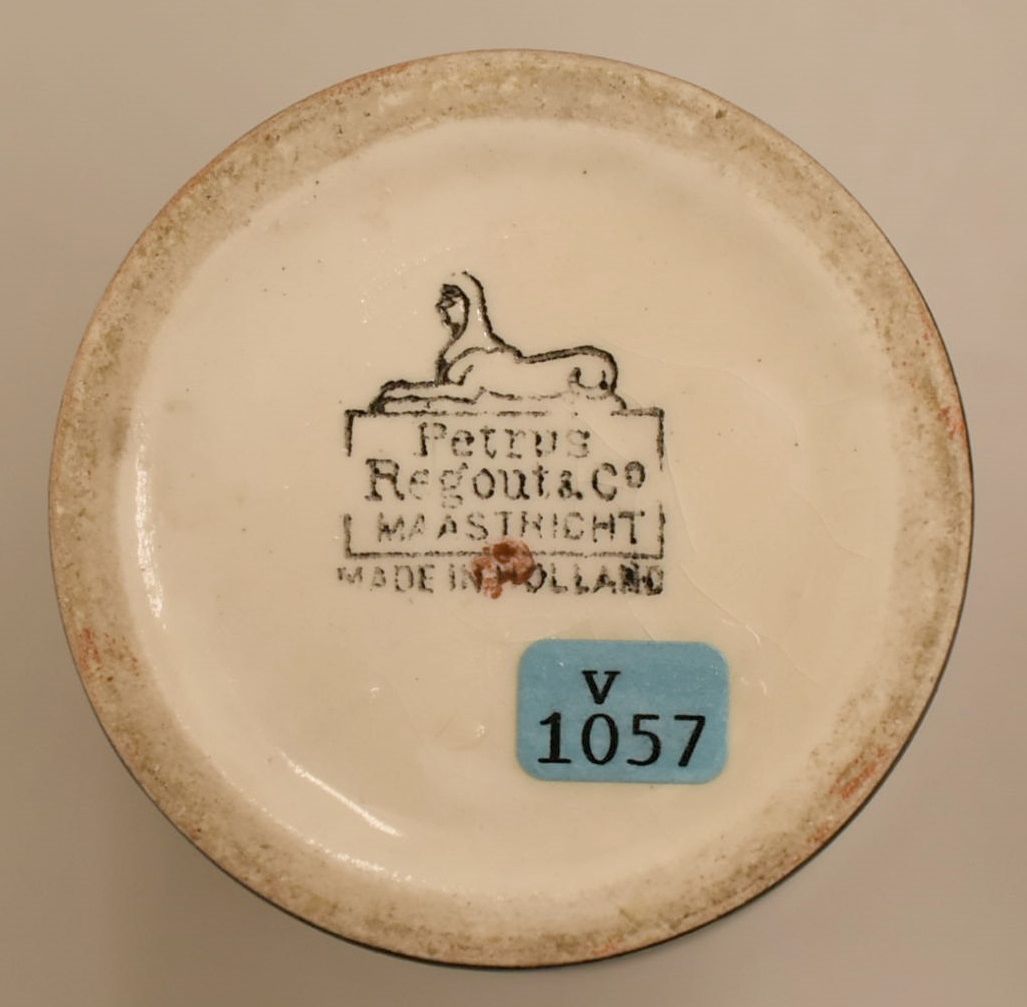 Petrus
Regout & Co
MAASTRICHT
MADE IN HOLLAND
V
1057